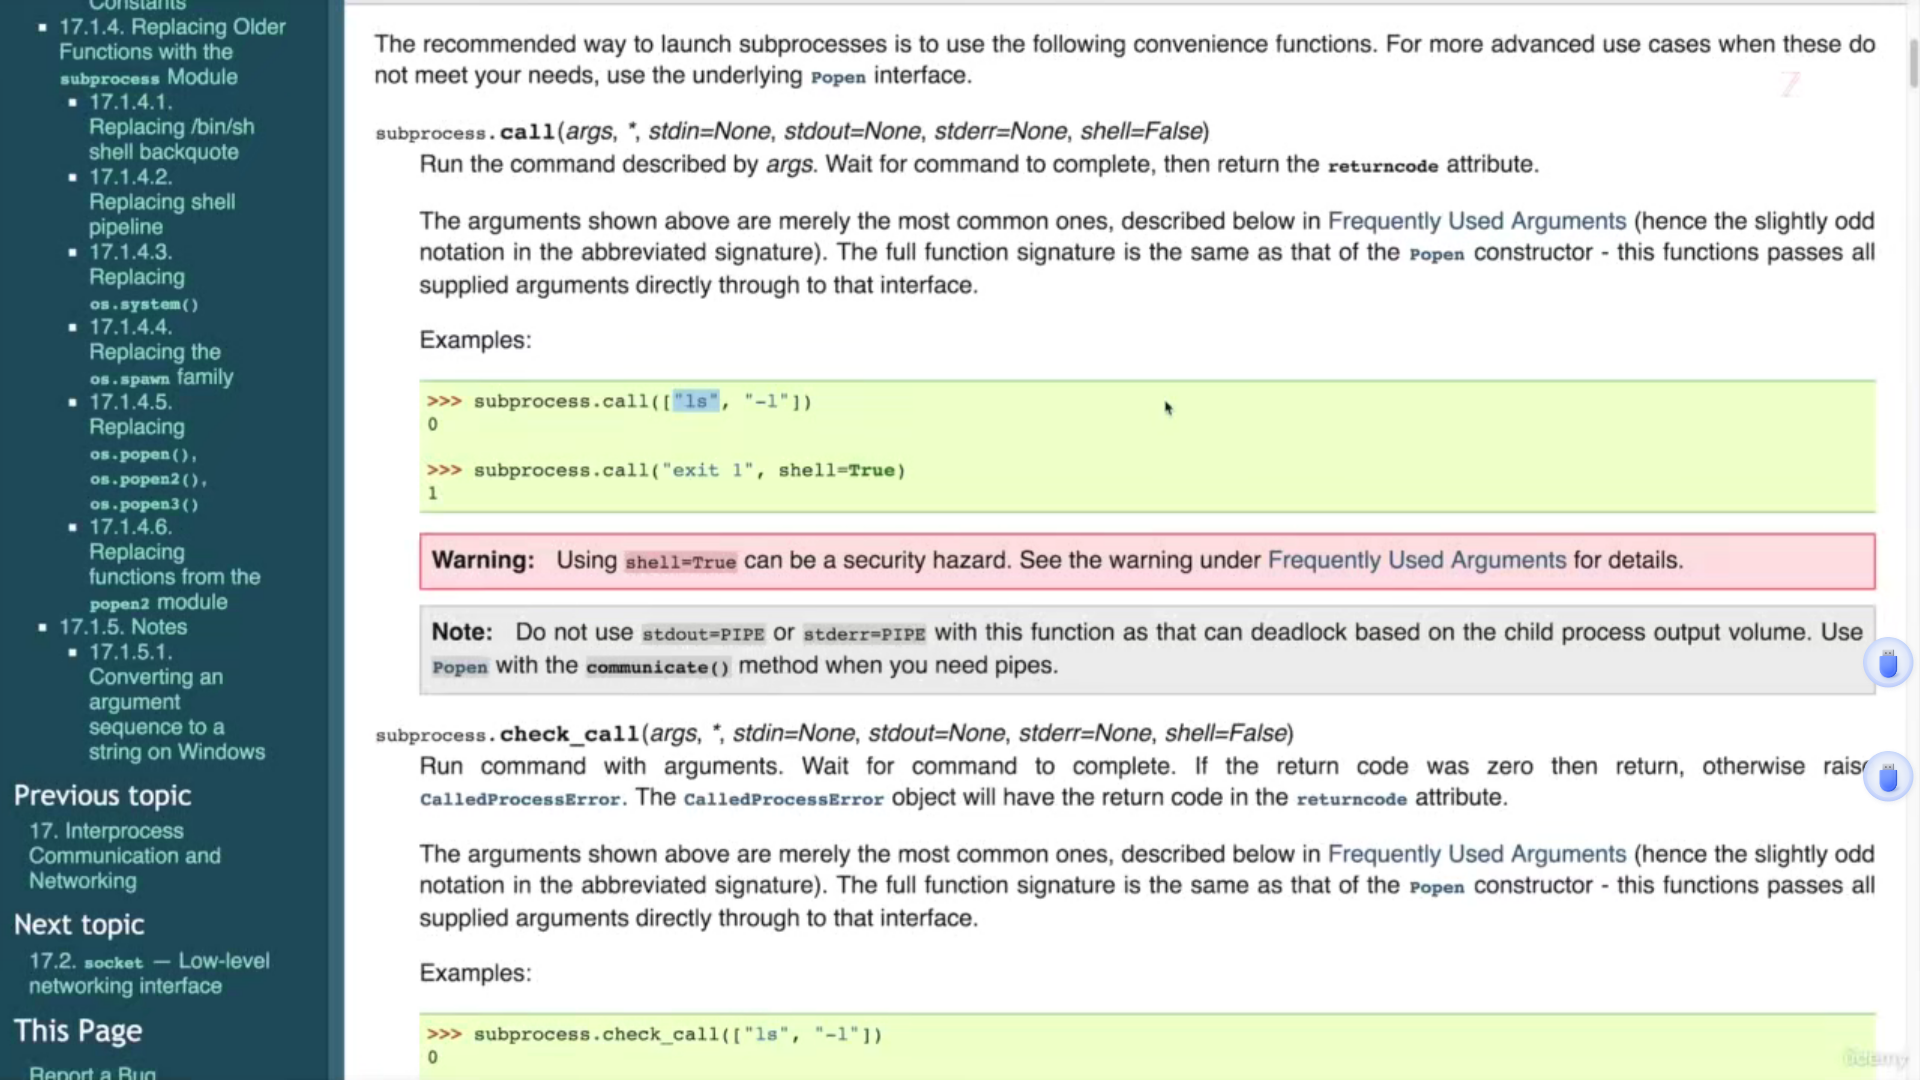 Constants
17.1.4. Replacing Older
Functions with the
subprocess Module
17.1.4.1.
Replacing /bin/sh
shell backquote
17.1.4.2.
Replacing shell
pipeline
17.1.4.3.
Replacing
os.system()
17.1.4.4.
Replacing the
os.spawn family
17.1.4.5.
Replacing
os.popen(),
os.popen2(),
os.popen3()
17.1.4.6.
Replacing
functions from the
popen2 module
17.1.5. Notes
17.1.5.1.
Converting an
argument
sequence to a
string on Windows
Previous topic
17. Interprocess
Communication and
Networking
Next topic
17.2. socket — Low-level
networking interface
This Page
Report a Bug
The recommended way to launch subprocesses is to use the following convenience functions. For more advanced use cases when these do
not meet your needs, use the underlying Popen interface.
subprocess.call(args, *, stdin=None, stdout=None, stderr=None, shell=False)
Run the command described by args. Wait for command to complete, then return the returncode attribute.
The arguments shown above are merely the most common ones, described below in Frequently Used Arguments (hence the slightly odd
notation in the abbreviated signature). The full function signature is the same as that of the Popen constructor - this functions passes all
supplied arguments directly through to that interface.
Examples:
>>> subprocess.call(["ls", "-l"])
0
>>> subprocess.call("exit 1", shell=True)
1
Warning: Using shell=True can be a security hazard. See the warning under Frequently Used Arguments for details.
Note: Do not use stdout=PIPE or stderr=PIPE with this function as that can deadlock based on the child process output volume. Use
Popen with the communicate() method when you need pipes.
subprocess.check_call(args, *, stdin=None, stdout=None, stderr=None, shell=False)
Run command with arguments. Wait for command to complete. If the return code was zero then return, otherwise raise
CalledProcessError. The CalledProcessError object will have the return code in the returncode attribute.
The arguments shown above are merely the most common ones, described below in Frequently Used Arguments (hence the slightly odd
notation in the abbreviated signature). The full function signature is the same as that of the Popen constructor - this functions passes all
supplied arguments directly through to that interface.
Examples:
>>> subprocess.check_call(["ls", "-l"])
0
Udemy